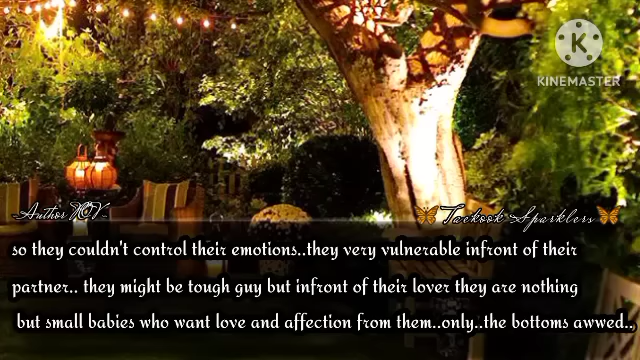 K
KINEMASTER
Author POV_
Taekook Sparklers
so they couldn't control their emotions..they very vulnerable infront of their
partner.. they might be tough guy but infront of their lover they are nothing
but small babies who want love and affection from them..only..the bottoms awwed..